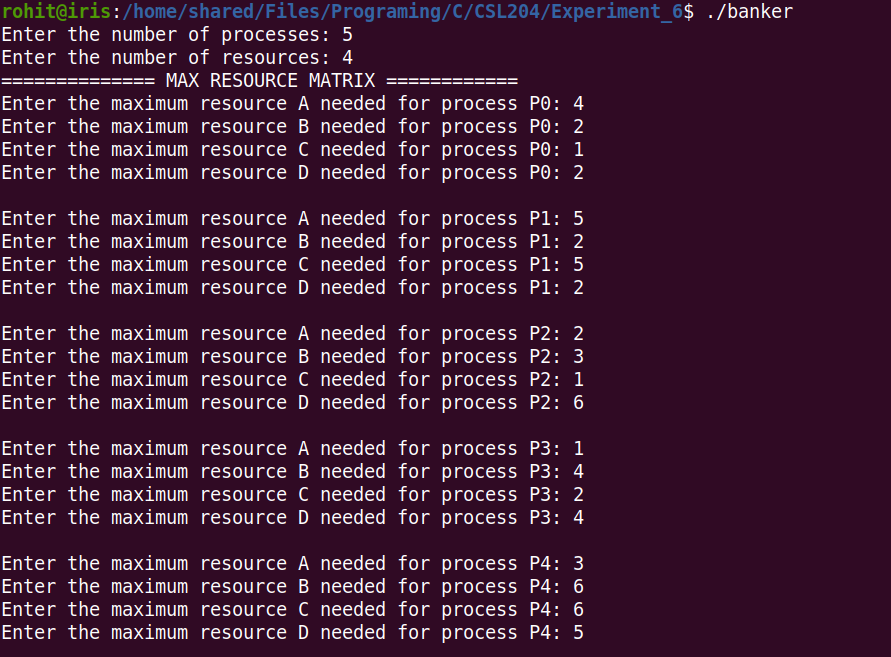 rohit@iris:/home/shared/Files/Programing/C/CSL204/Experiment_6$ ./banker
Enter the number of processes: 5
Enter the number of resources: 4
============== MAX RESOURCE MATRIX ============
Enter the maximum resource A needed for process P0: 4
Enter the maximum resource B needed for process P0: 2
Enter the maximum resource C needed for process P0: 1
Enter the maximum resource D needed for process P0: 2
Enter the maximum resource A needed for process P1: 5
Enter the maximum resource B needed for process P1: 2
Enter the maximum resource C needed for process P1: 5
Enter the maximum resource D needed for process P1: 2
Enter the maximum resource A needed for process P2: 2
Enter the maximum resource B needed for process P2: 3
Enter the maximum resource C needed for process P2: 1
Enter the maximum resource D needed for process P2: 6
Enter the maximum resource A needed for process P3: 1
Enter the maximum resource B needed for process P3: 4
Enter the maximum resource C needed for process P3: 2
Enter the maximum resource D needed for process P3: 4
Enter the maximum resource A needed for process P4: 3
Enter the maximum resource B needed for process P4: 6
Enter the maximum resource C needed for process P4: 6
Enter the maximum resource D needed for process P4: 5